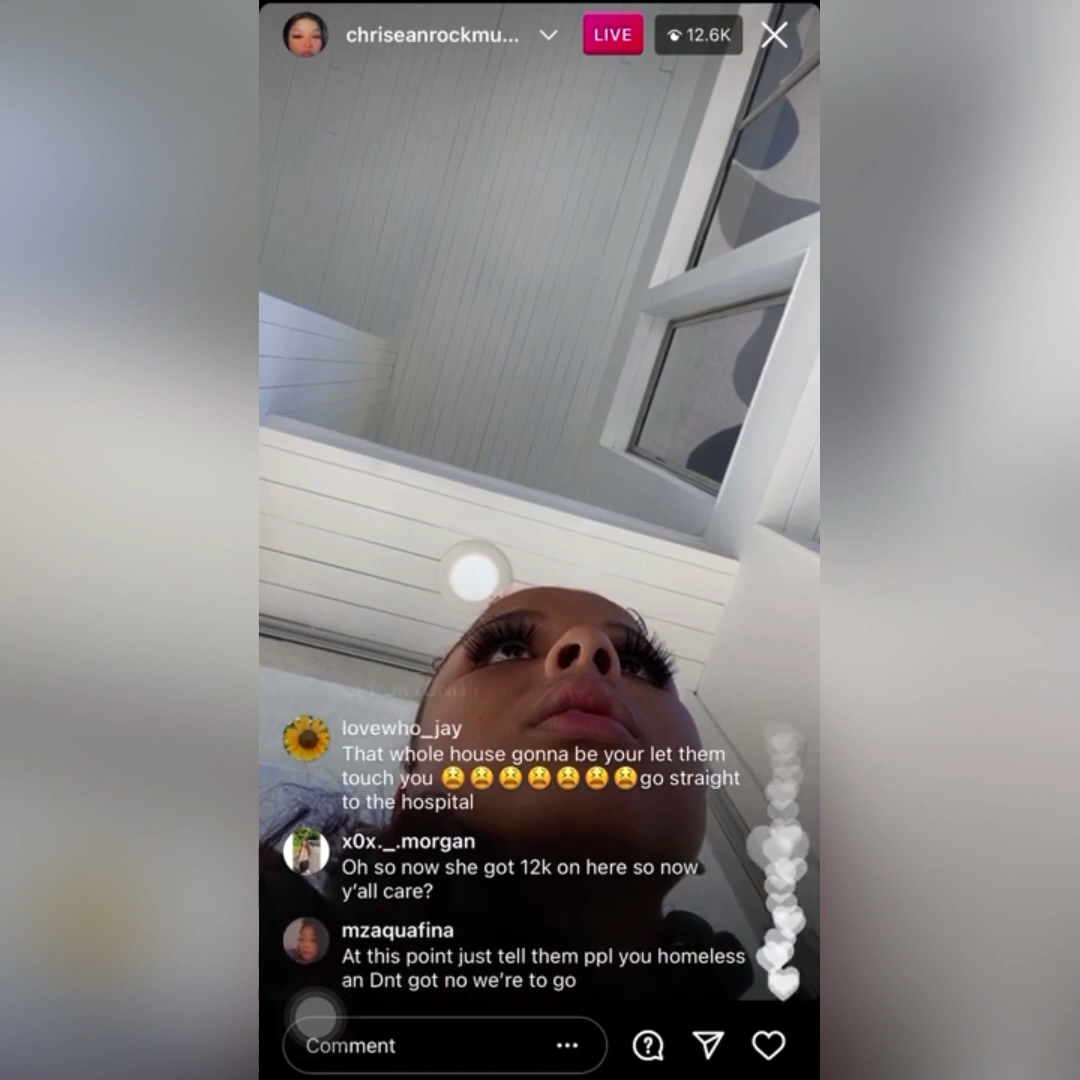 chriseanrockmu...
LIVE
12.6K
lovewho_jay
That whole house gonna be your let them
touch you 😫😫😫😫😫😫😫go straight
to the hospital
x0x._.morgan
Oh so now she got 12k on here so now
y'all care?
mzaquafina
At this point just tell them ppl you homeless
an Dnt got no we're to go
Comment